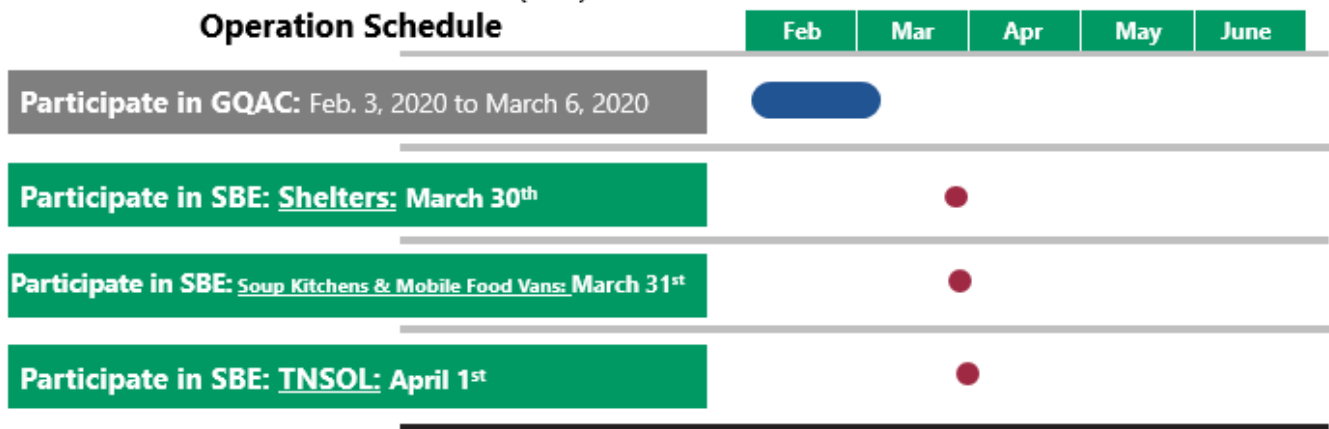 Operation Schedule
Feb Mar Apr May June
Participate in GQAC: Feb. 3, 2020 to March 6, 2020
Participate in SBE: Shelters: March 30th
Participate in SBE: Soup Kitchens & Mobile Food Vans: March 31st
Participate in SBE: TNSOL: April 1st